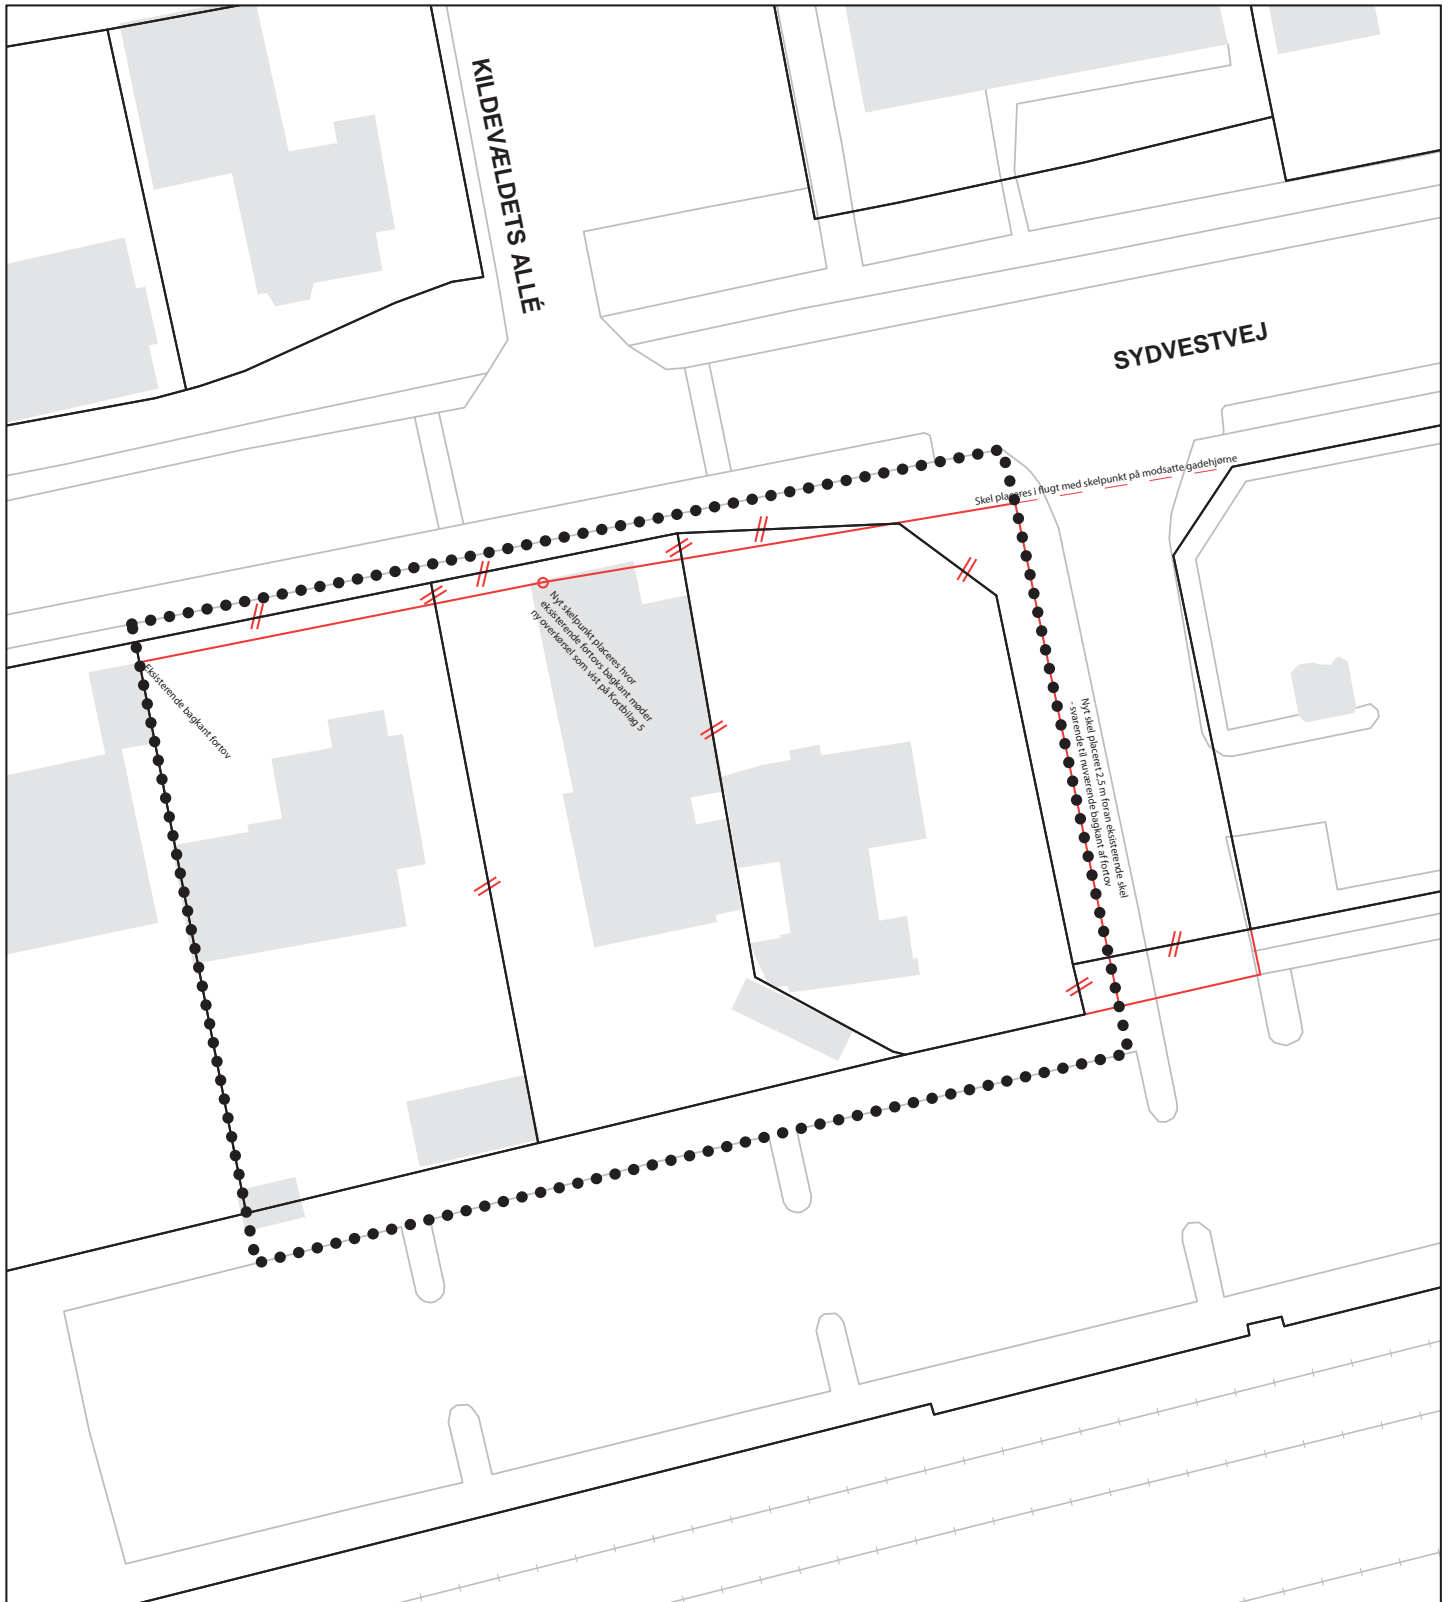 KILDEVÆLDETS ALLÉ
SYDVESTVEJ
Skel placeres i flugt med skelpunkt på modsatte gadehjørne
Nyt skelpunkt placeres hvor
eksisterende fortovs bagkant møder
ny overkørsel som vist på Kortbilag 5
Eksisterende bagkant fortov
Nyt skel placeret 2,5 m foran eksisterende skel
- svarende til nuværende bagkant af fortov